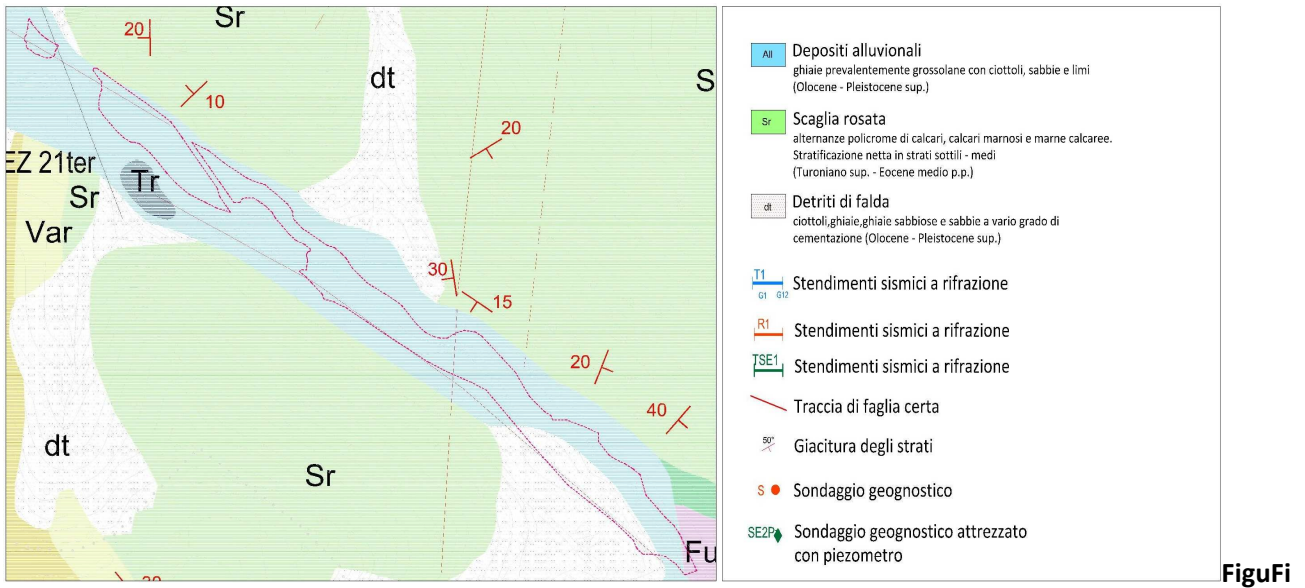 Sr
20
dt
S
10
20
EZ 21ter
Tr
Sr
Var
30
15
20
40
dt
Sr
Fu
30
All Depositi alluvionali
ghiaie prevalentemente grossolane con ciottoli, sabbie e limi
(Olocene - Pleistocene sup.)
Sr Scaglia rosata
alternanze policrome di calcari, calcari marnosi e marne calcaree.
Stratificazione netta in strati sottili - medi
(Turoniano sup. - Eocene medio p.p.)
dt Detriti di falda
ciottoli,ghiaie,ghiaie sabbiose e sabbie a vario grado di
cementazione (Olocene - Pleistocene sup.)
T1
G1 G12
Stendimenti sismici a rifrazione
R1
Stendimenti sismici a rifrazione
TSE1
Stendimenti sismici a rifrazione
Traccia di faglia certa
50° Giacitura degli strati
S Sondaggio geognostico
SE2P Sondaggio geognostico attrezzato
con piezometro
FiguFi